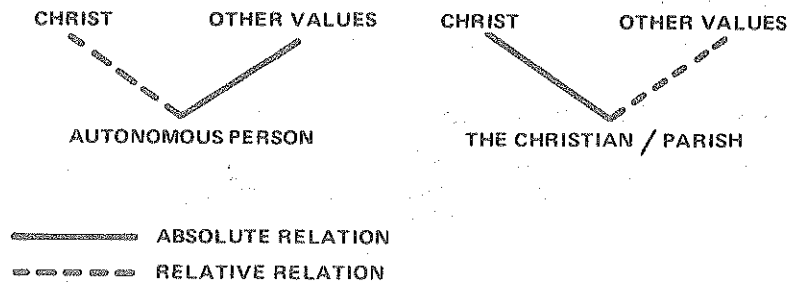 CHRIST OTHER VALUES CHRIST OTHER VALUES
AUTONOMOUS PERSON THE CHRISTIAN / PARISH
ABSOLUTE RELATION
RELATIVE RELATION